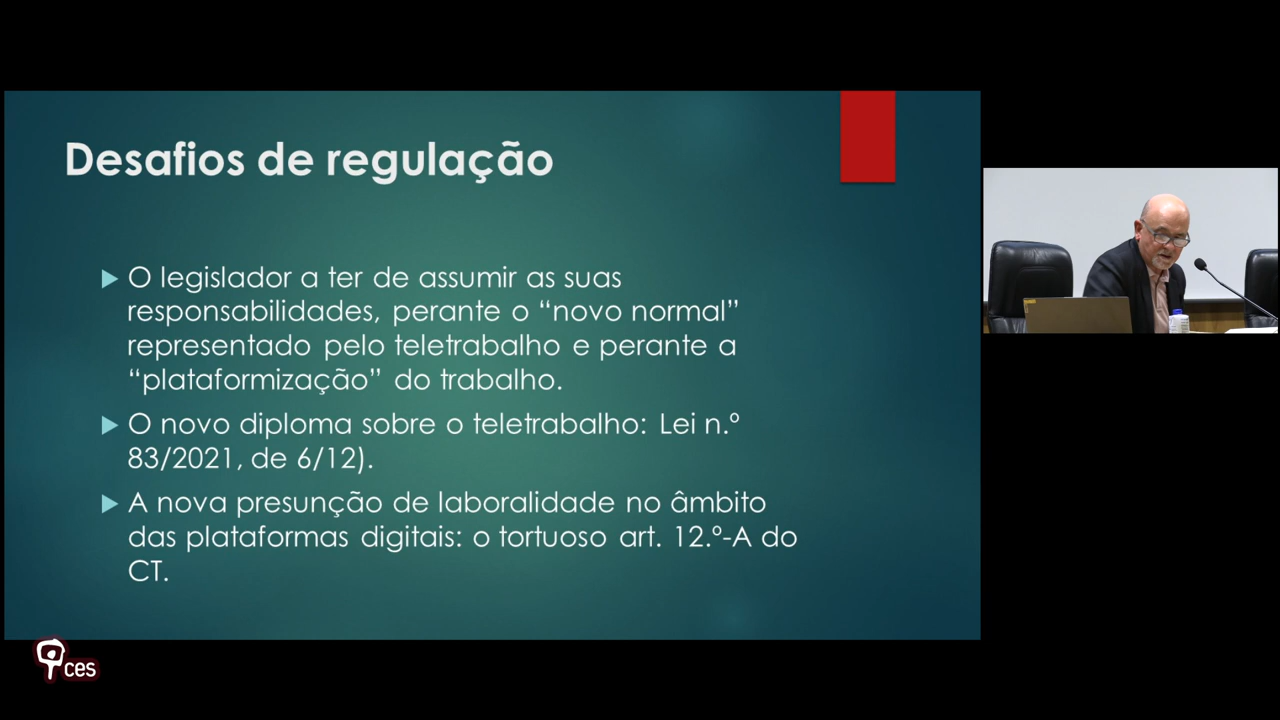 Desafios de regulação
O legislador a ter de assumir as suas
responsabilidades, perante o “novo normal”
representado pelo teletrabalho e perante a
“plataformização” do trabalho.
O novo diploma sobre o teletrabalho: Lei n.º
83/2021, de 6/12).
A nova presunção de laboralidade no âmbito
das plataformas digitais: o tortuoso art. 12.º-A do
CT.
ces